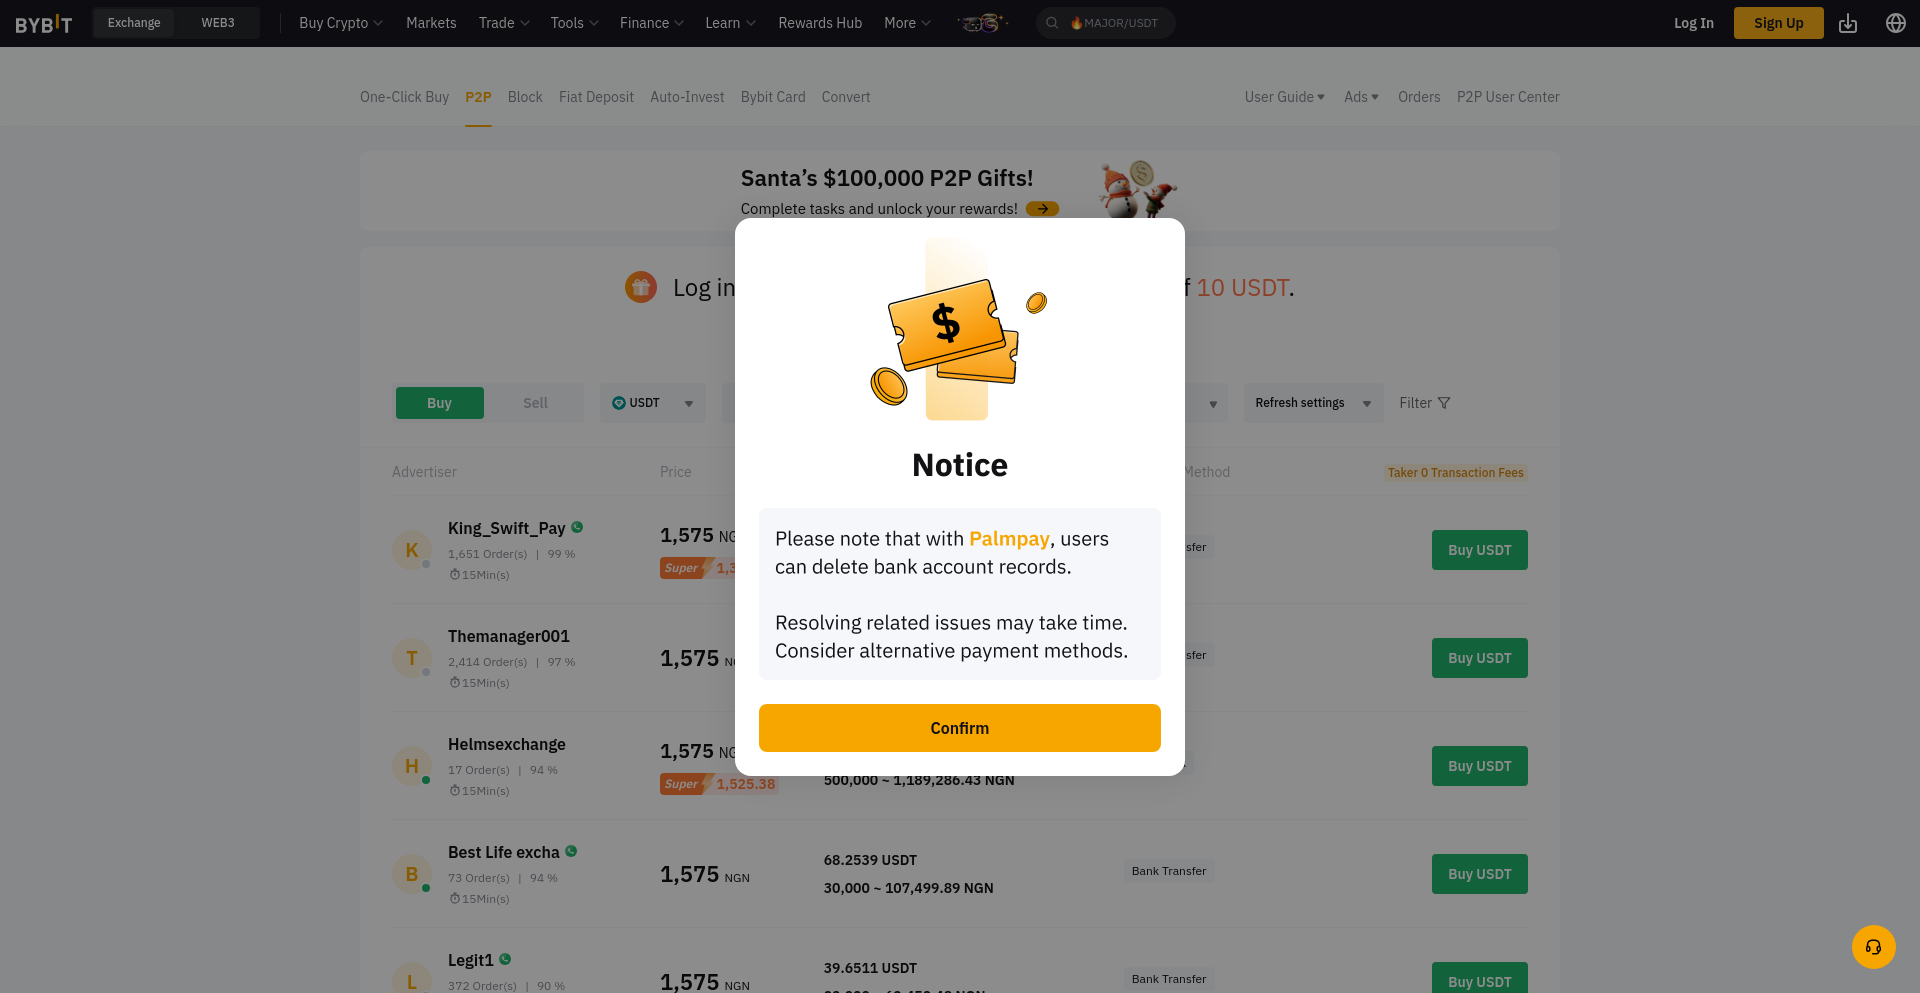 BYBIT
Exchange
WEB3
Buy Crypto
Markets
Trade
Tools
Finance
Learn
Rewards Hub
More
MAJOR/USDT
Log In
Sign Up
One-Click Buy
P2P
Block
Fiat Deposit
Auto-Invest
Bybit Card
Convert
User Guide
Ads
Orders
P2P User Center
Santa's $100,000 P2P Gifts!
Complete tasks and unlock your rewards!
Log in
10 USDT.
Buy
Sell
USDT
Refresh settings
Filter
Advertiser
Price
Method
Taker 0 Transaction Fees
K
King_Swift_Pay
1,651 Order(s) | 99 %
15Min(s)
1,575
Super
Buy USDT
T
Themanager001
2,414 Order(s) | 97 %
15Min(s)
1,575
Buy USDT
H
Helmsexchange
17 Order(s) | 94 %
15Min(s)
1,575
Super 1,525.38
500,000 ~ 1,189,286.43 NGN
Buy USDT
B
Best Life excha
73 Order(s) | 94 %
15Min(s)
1,575 NGN
68.2539 USDT
30,000 ~ 107,499.89 NGN
Bank Transfer
Buy USDT
L
Legit1
372 Order(s) | 90 %
1,575 NGN
39.6511 USDT
Bank Transfer
Buy USDT
$
Notice
Please note that with Palmpay, users
can delete bank account records.
Resolving related issues may take time.
Consider alternative payment methods.
Confirm